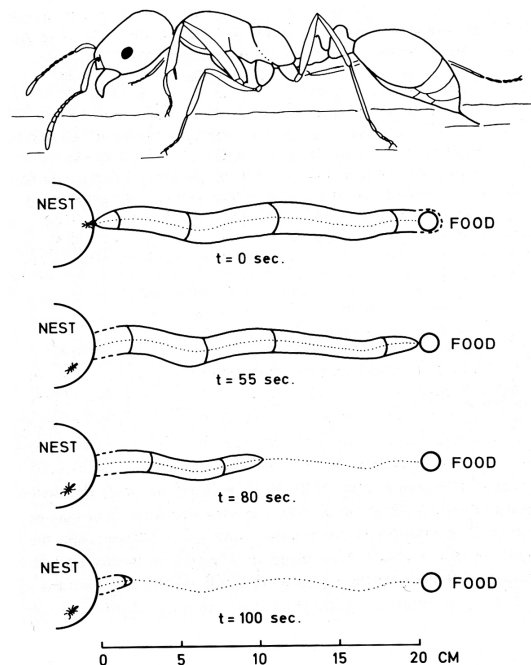 NEST
FOOD
t = 0 sec.
NEST
FOOD
t = 55 sec.
NEST
FOOD
t = 80 sec.
NEST
FOOD
t = 100 sec.
0 5 10 15 20 CM